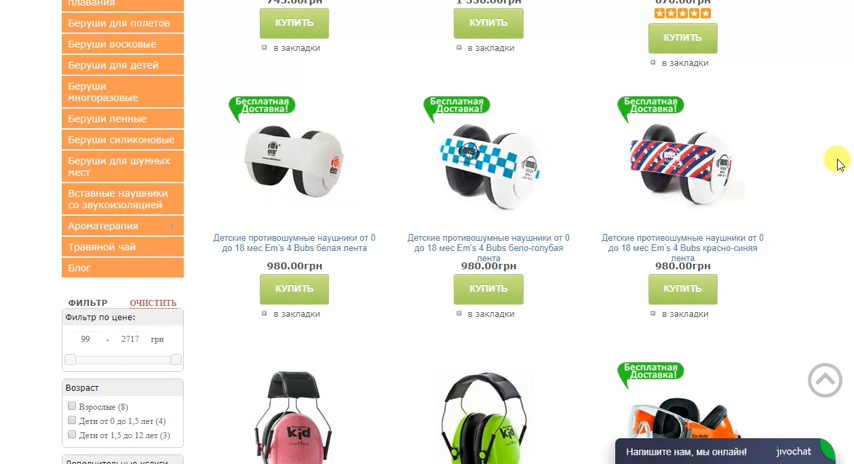 плавания
Беруши для полетов
Беруши восковые
Беруши для детей
Беруши
многоразовые
Беруши пенные
Беруши силиконовые
Беруши для шумных
мест
Вставные наушники
со звукоизоляцией
Ароматерапия
Травяной чай
Блог
ФИЛЬТР ОЧИСТИТЬ
Фильтр по цене:
99 - 2717 грн
Возраст
Взрослые (8)
Дети от 0 до 1,5 лет (4)
Дети от 1,5 до 12 лет (3)
Дополнительные услуги
КУПИТЬ
в закладки
КУПИТЬ
в закладки
КУПИТЬ
в закладки
Бесплатная
Доставка!
Детские противошумные наушники от 0
до 18 мес Em's 4 Bubs белая лента
980.00грн
КУПИТЬ
в закладки
Бесплатная
Доставка!
Детские противошумные наушники от 0
до 18 мес Em's 4 Bubs бело-голубая
лента
980.00грн
КУПИТЬ
в закладки
Бесплатная
Доставка!
Детские противошумные наушники от 0
до 18 мес Em's 4 Bubs красно-синяя
лента
980.00грн
КУПИТЬ
в закладки
kid
kid
Бесплатная
Доставка!
Напишите нам, мы онлайн! jivochat